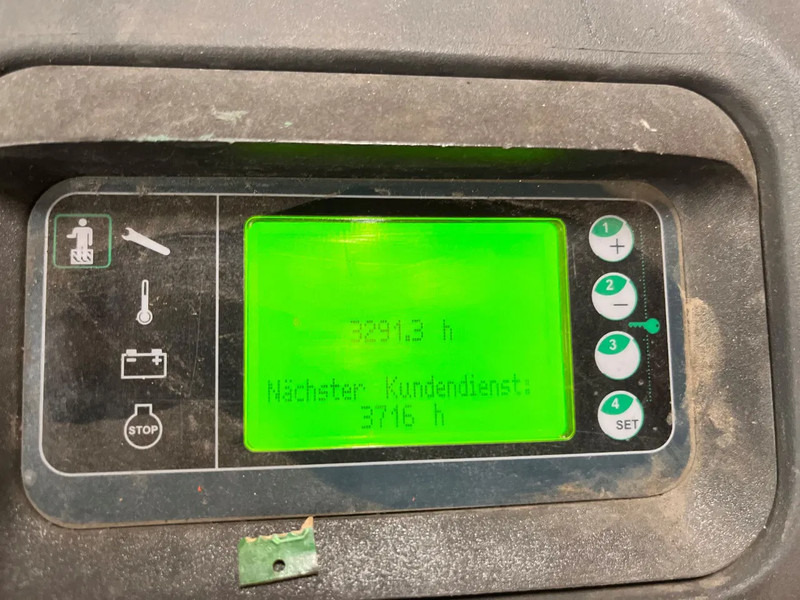 3291.3 h
Nächster Kundendienst:
3716 h
STOP
1
+
2
−
3
4
SET